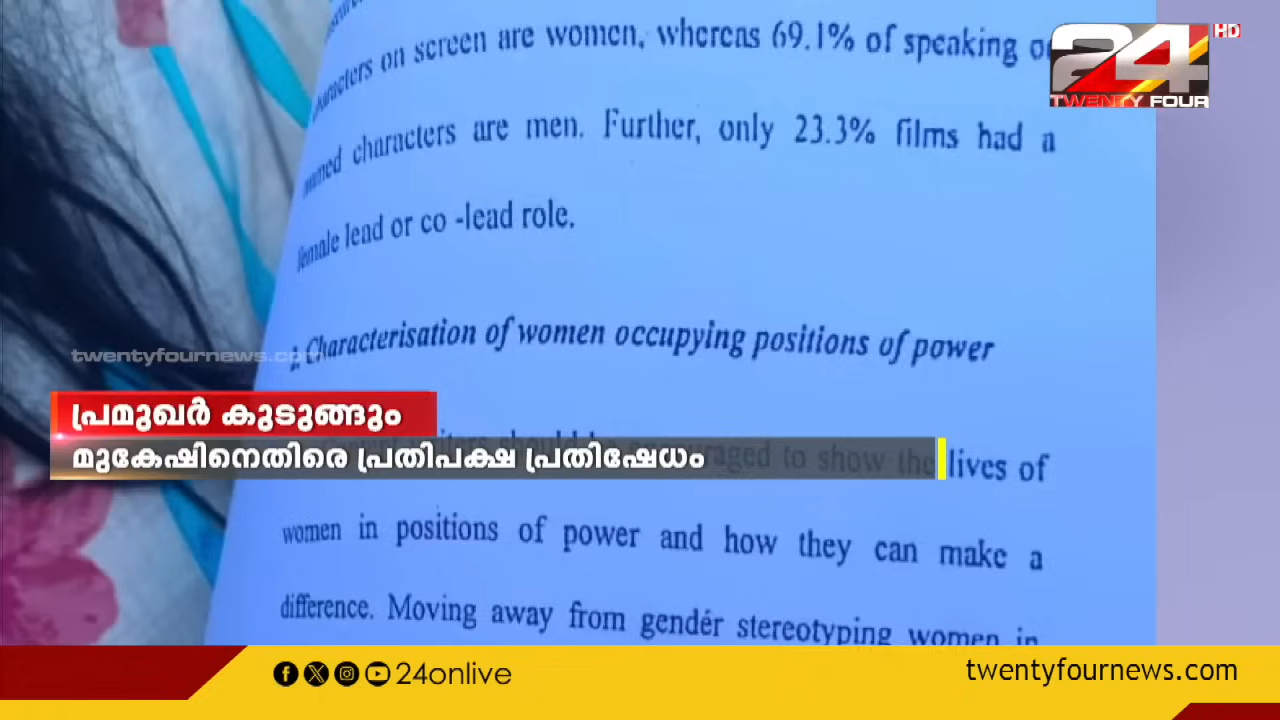 characters on screen are women, whereas 69.1% of speaking or
named characters are men. Further, only 23.3% films had a
female lead or co -lead role.
Characterisation of women occupying positions of power
lives of
women in positions of power and how they can make a
difference. Moving away from gender stereotyping women in
24 HD
TWENTY FOUR
twentyfournews.com
പ്രമുഖർ കുടുങ്ങും
മുകേഷിനെതിരെ പ്രതിപക്ഷ പ്രതിഷേധം
24onlive
twentyfournews.com